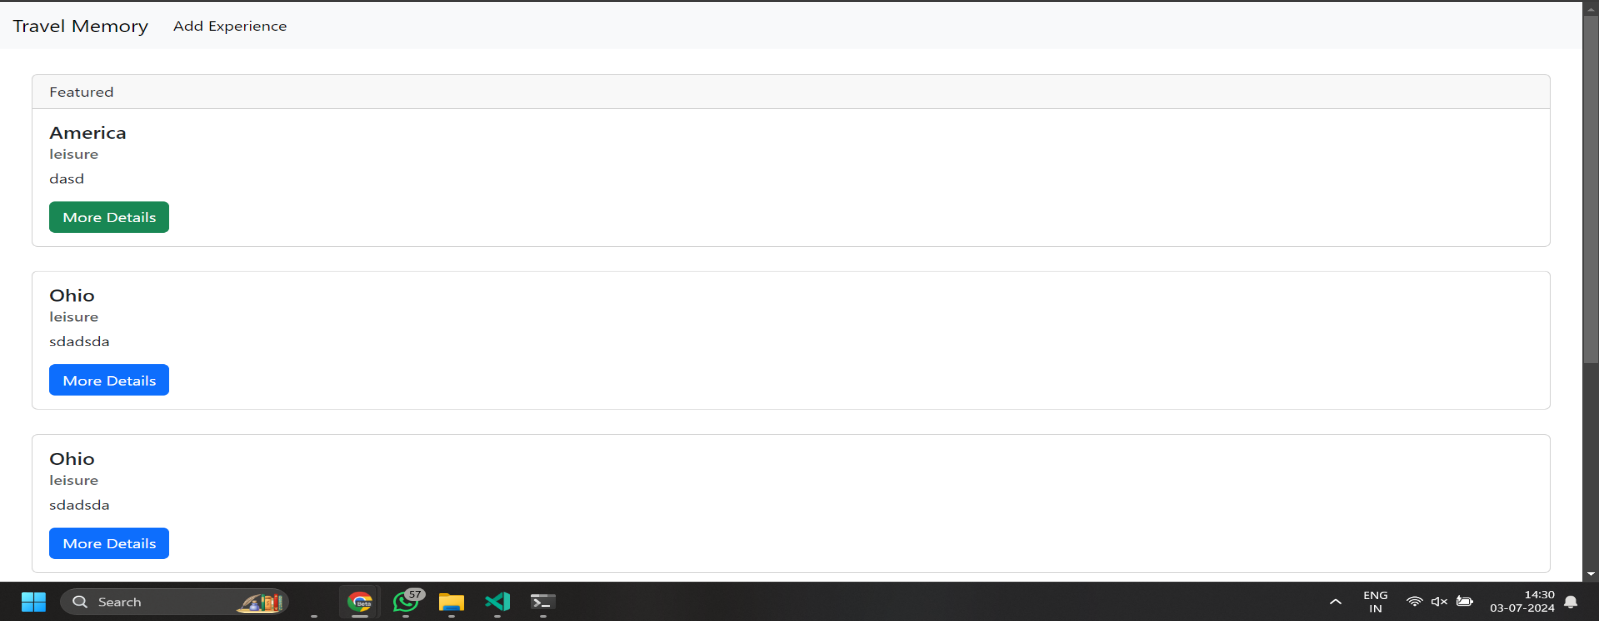 Travel Memory Add Experience
Featured
America
leisure
dasd
More Details
Ohio
leisure
sdadsda
More Details
Ohio
leisure
sdadsda
More Details
Search
Beta
57
ENG
IN
14:30
03-07-2024